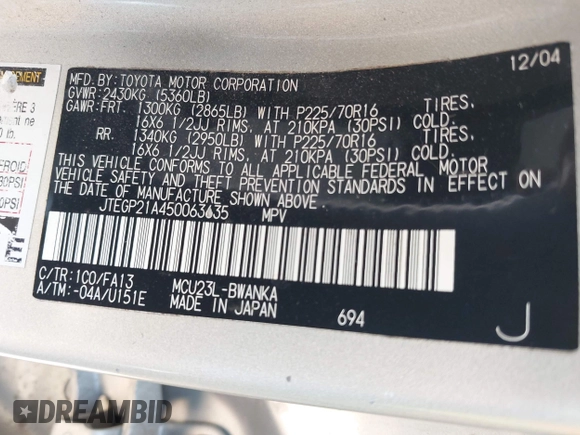 12/04
MFD.BY:TOYOTA MOTOR CORPORATION
GVWR:2430KG (5360LB)
GAWR:FRT. 1300KG (2865LB) WITH P225/70R16 TIRES,
16X6 1/2JJ RIMS, AT 210KPA (30PSI) COLD.
RR. 1340KG (2950LB) WITH P225/70R16 TIRES,
16X6 1/2JJ RIMS, AT 210KPA (30PSI) COLD.
THIS VEHICLE CONFORMS TO ALL APPLICABLE FEDERAL MOTOR
VEHICLE SAFETY AND THEFT PREVENTION STANDARDS IN EFFECT ON
THE DATE OF MANUFACTURE SHOWN ABOVE.
MPV
C/TR:1C0/FA13 MCU23L-BWANKA
A/TM:-04A/U151E MADE IN JAPAN 694 J
DREAMBID